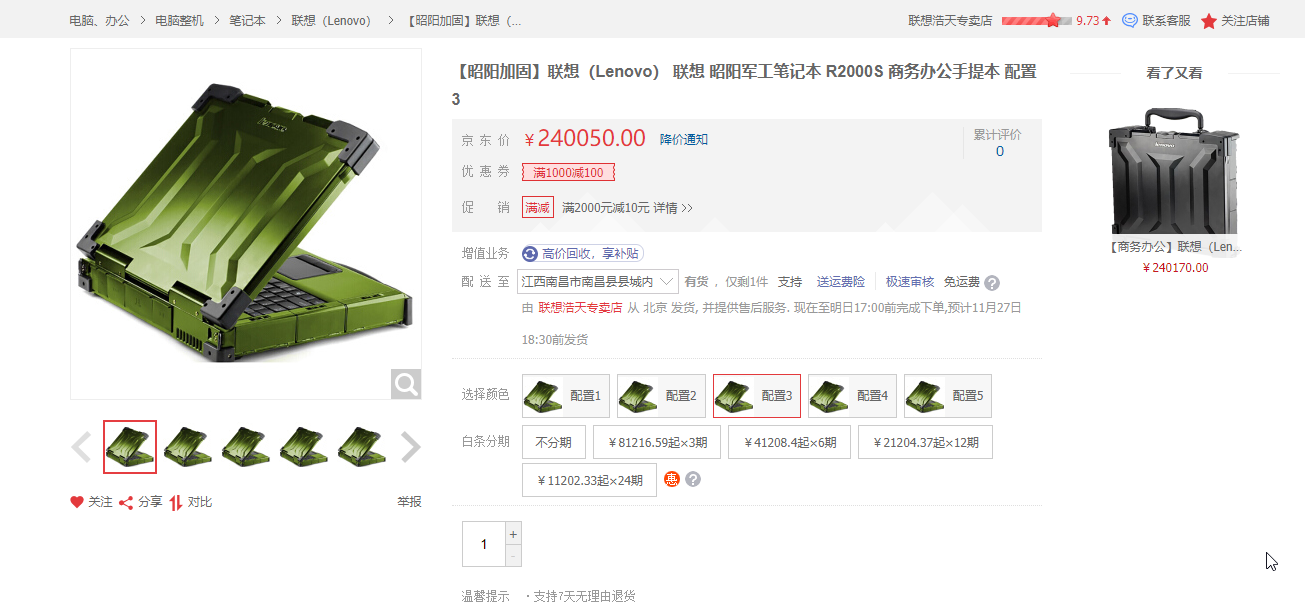 电脑、办公 > 电脑整机 > 笔记本 > 联想（Lenovo） > 【昭阳加固】联想（...
联想浩天专卖店 9.73 联系客服 关注店铺
【昭阳加固】联想（Lenovo） 联想 昭阳军工笔记本 R2000S 商务办公手提本 配置
3
京东价 ￥240050.00 降价通知
累计评价
0
优惠券 满1000减100
促销 满减 满2000元减10元 详情 >>
增值业务 高价回收，享补贴
配送至 江西南昌市南昌县县城内 有货 ，仅剩1件 支持 送运费险 极速审核 免运费 ?
由 联想浩天专卖店 从 北京 发货, 并提供售后服务. 现在至明日17:00前完成下单,预计11月27日
18:30前发货
选择颜色 配置1 配置2 配置3 配置4 配置5
白条分期 不分期 ￥81216.59起×3期 ￥41208.4起×6期 ￥21204.37起×12期
￥11202.33起×24期 惠 ?
1 + -
温馨提示 · 支持7天无理由退货
关注 分享 对比 举报
看了又看
lenovo
【商务办公】联想（Len...
￥240170.00